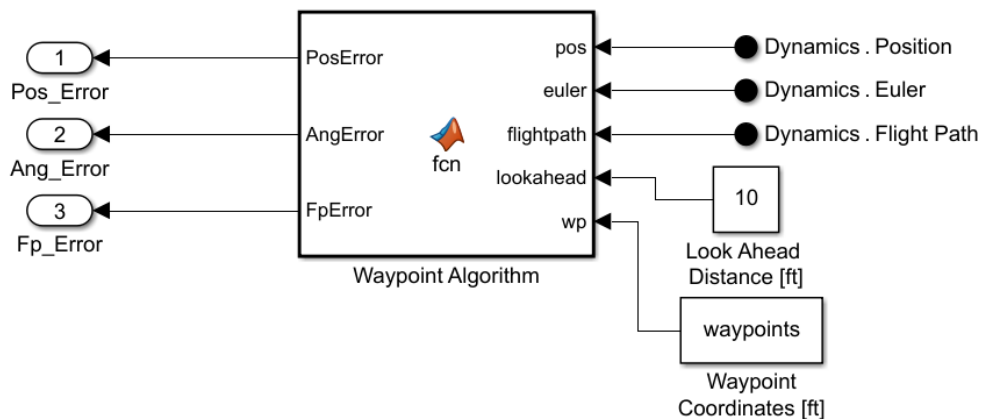 1
Pos_Error
2
Ang_Error
3
Fp_Error
PosError
AngError
FpError
fcn
pos
euler
flightpath
lookahead
wp
Waypoint Algorithm
Dynamics . Position
Dynamics . Euler
Dynamics . Flight Path
10
Look Ahead
Distance [ft]
waypoints
Waypoint
Coordinates [ft]